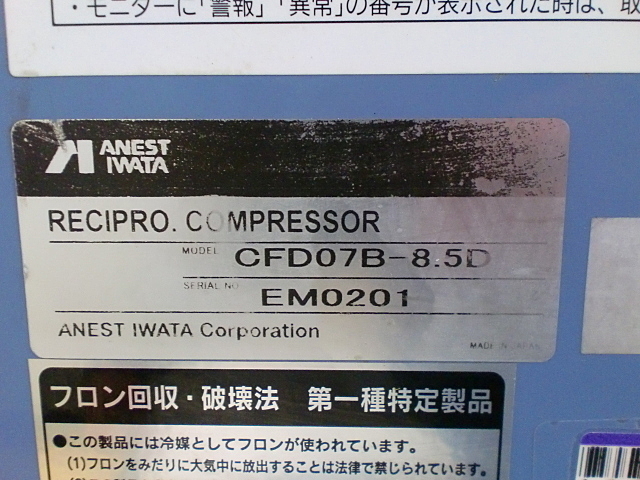 ・モニターに「警報」「異常」の番号が表示された時は、取
ANEST
IWATA
RECIPRO. COMPRESSOR
MODEL CFD07B-8.5D
SERIAL NO EM0201
ANEST IWATA Corporation
MADE IN JAPAN
フロン回収・破壊法 第一種特定製品
●この製品には冷媒としてフロンが使われています。
(1)フロンをみだりに大気中に放出することは法律で禁じられています。